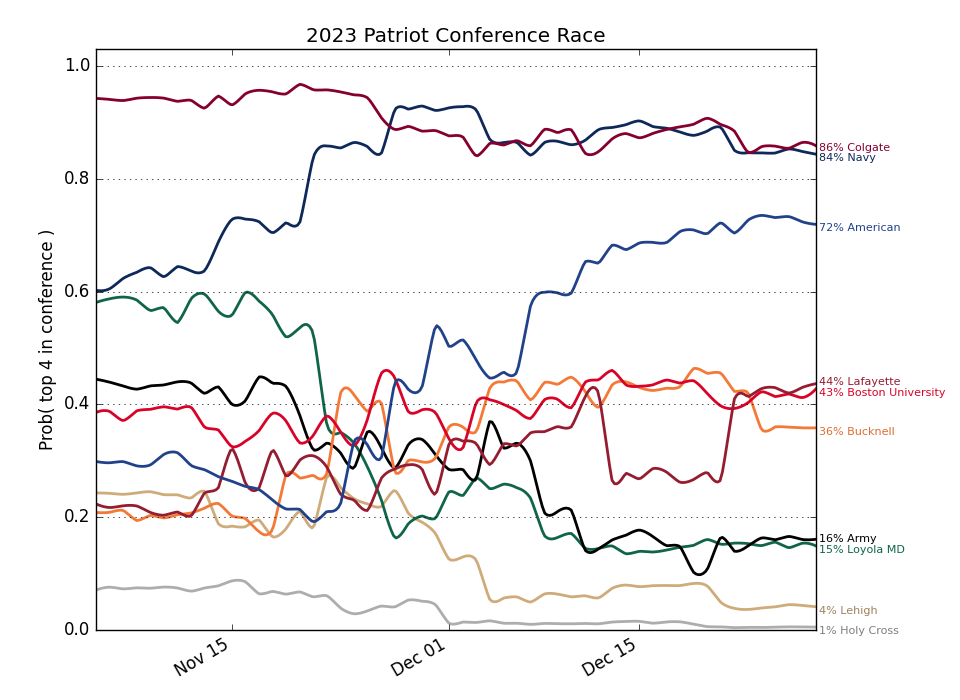 2023 Patriot Conference Race
Prob( top 4 in conference )
1.0
0.8
0.6
0.4
0.2
0.0
Nov 15
Dec 01
Dec 15
86% Colgate
84% Navy
72% American
44% Lafayette
43% Boston University
36% Bucknell
16% Army
15% Loyola MD
4% Lehigh
1% Holy Cross